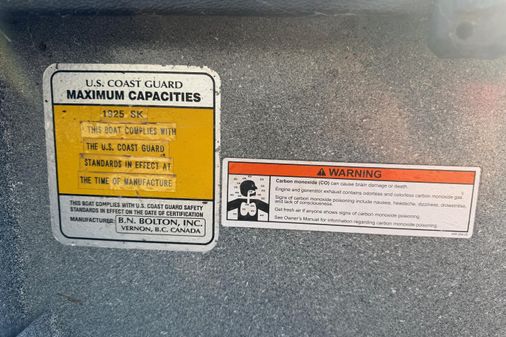 U.S. COAST GUARD
MAXIMUM CAPACITIES
1925 SK
THIS BOAT COMPLIES WITH
THE U.S. COAST GUARD
STANDARDS IN EFFECT AT
THE TIME OF MANUFACTURE
THIS BOAT COMPLIES WITH U.S. COAST GUARD SAFETY
STANDARDS IN EFFECT ON THE DATE OF CERTIFICATION
MANUFACTURER: B.N. BOLTON, INC.
VERNON, B.C. CANADA
WARNING
Carbon monoxide (CO) can cause brain damage or death.
Engine and generator exhaust contains odorless and colorless carbon monoxide gas.
Signs of carbon monoxide poisoning include nausea, headache, dizziness, drowsiness,
and lack of consciousness.
Get fresh air if anyone shows signs of carbon monoxide poisoning.
See Owner's Manual for information regarding carbon monoxide poisoning.